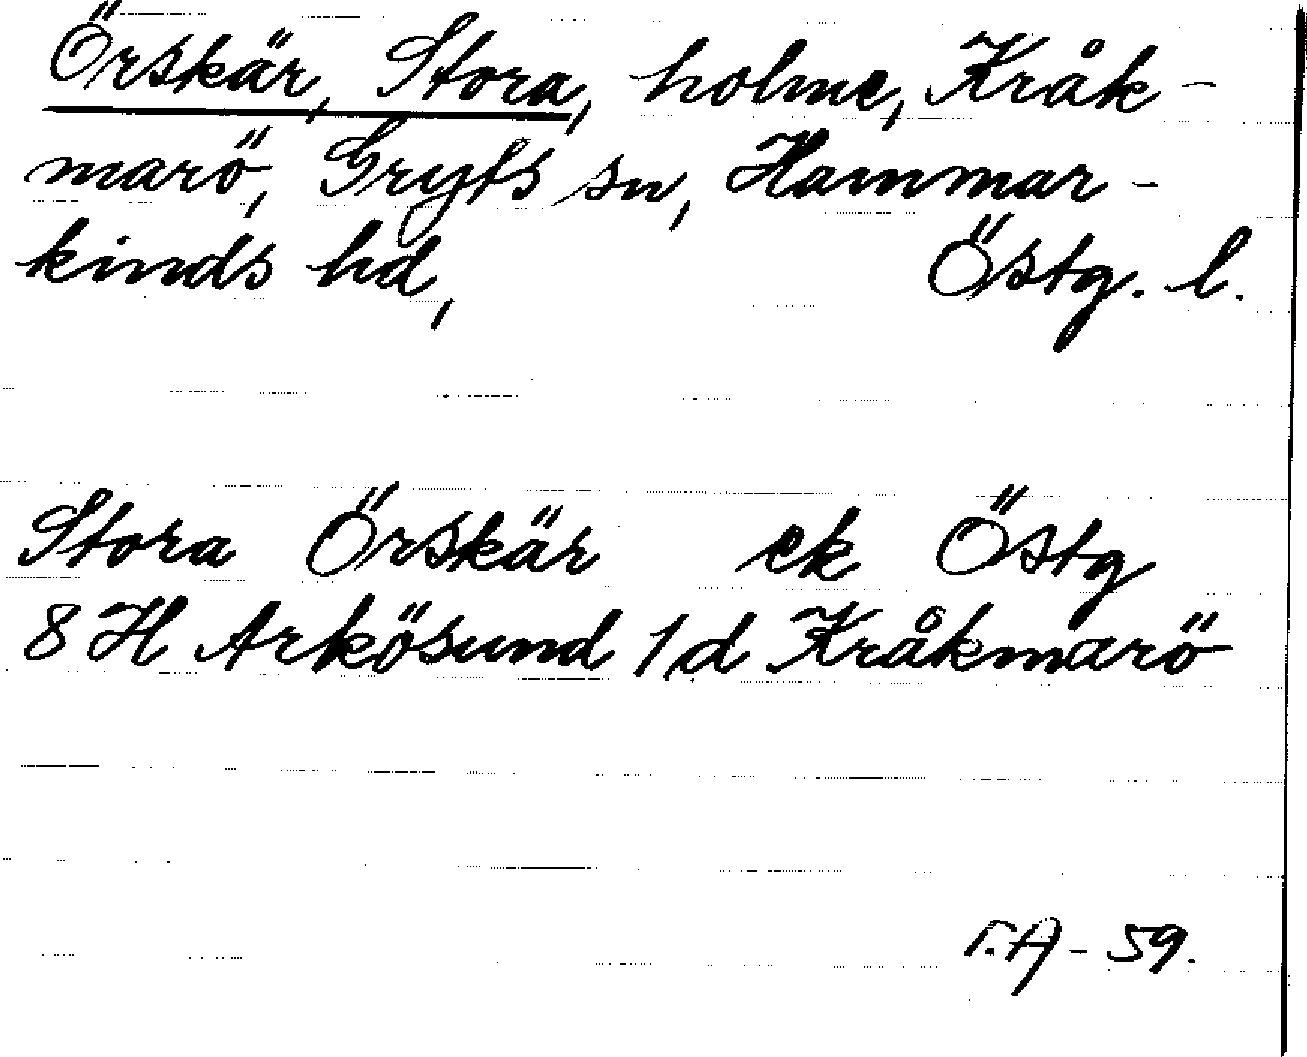 Örskär, Stora, holme, Kråk-
marö, Gryts sn, Hammar-
kinds hd, Östg. l.
Stora Örskär ek Östg
8 H Arkösund 1 d Kråkmarö
T.A - 59.